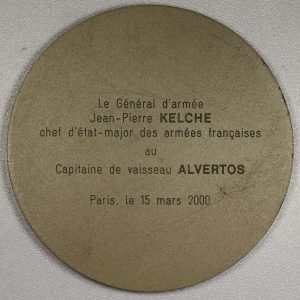 Le Général d'armée
Jean-Pierre KELCHE
chef d'état-major des armées françaises
au
Capitaine de vaisseau ALVERTOS
Paris, le 15 mars 2000